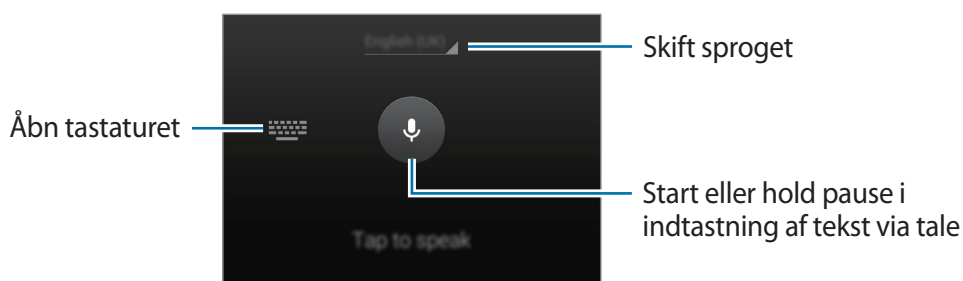 English (UK)
Skift sproget
Åbn tastaturet
Start eller hold pause i
indtastning af tekst via tale
Tap to speak